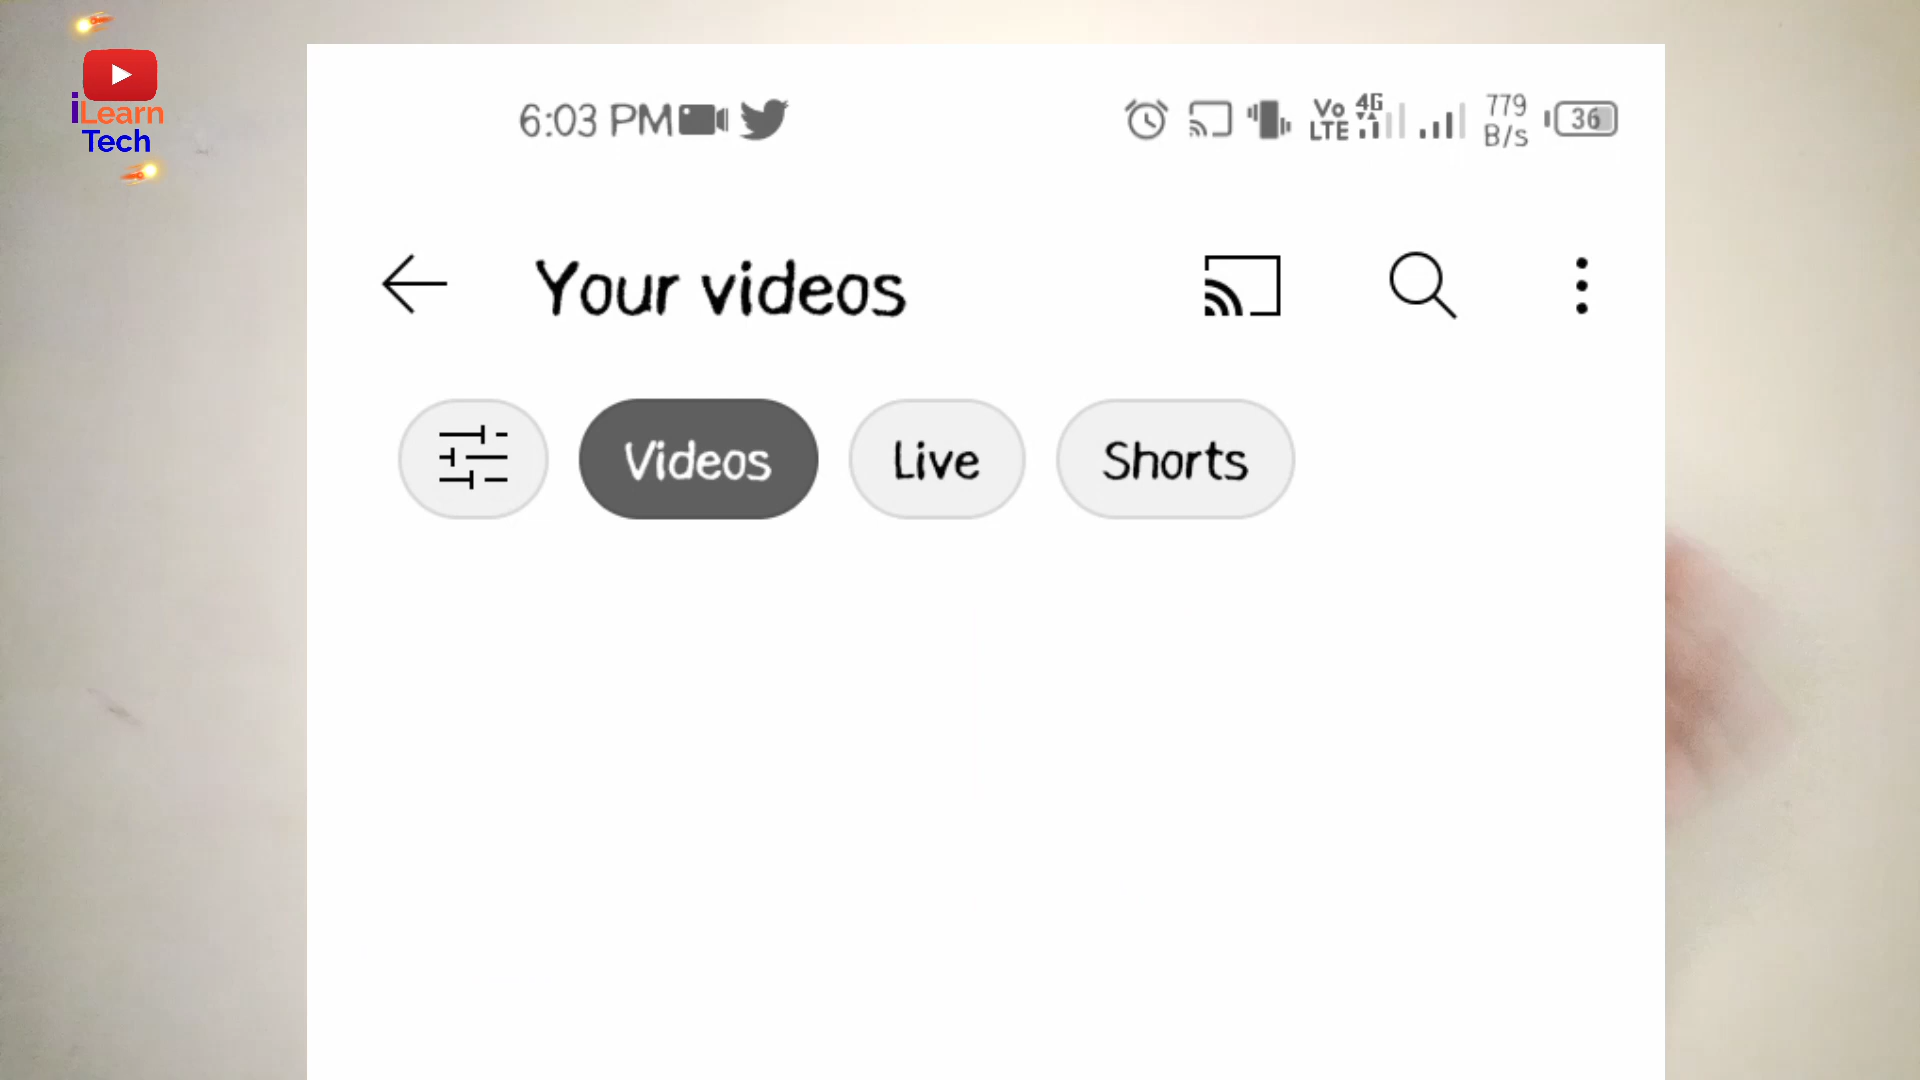 iLearn
Tech
6:03 PM
Vo
LTE
4G
779
B/s
36
Your videos
Videos
Live
Shorts